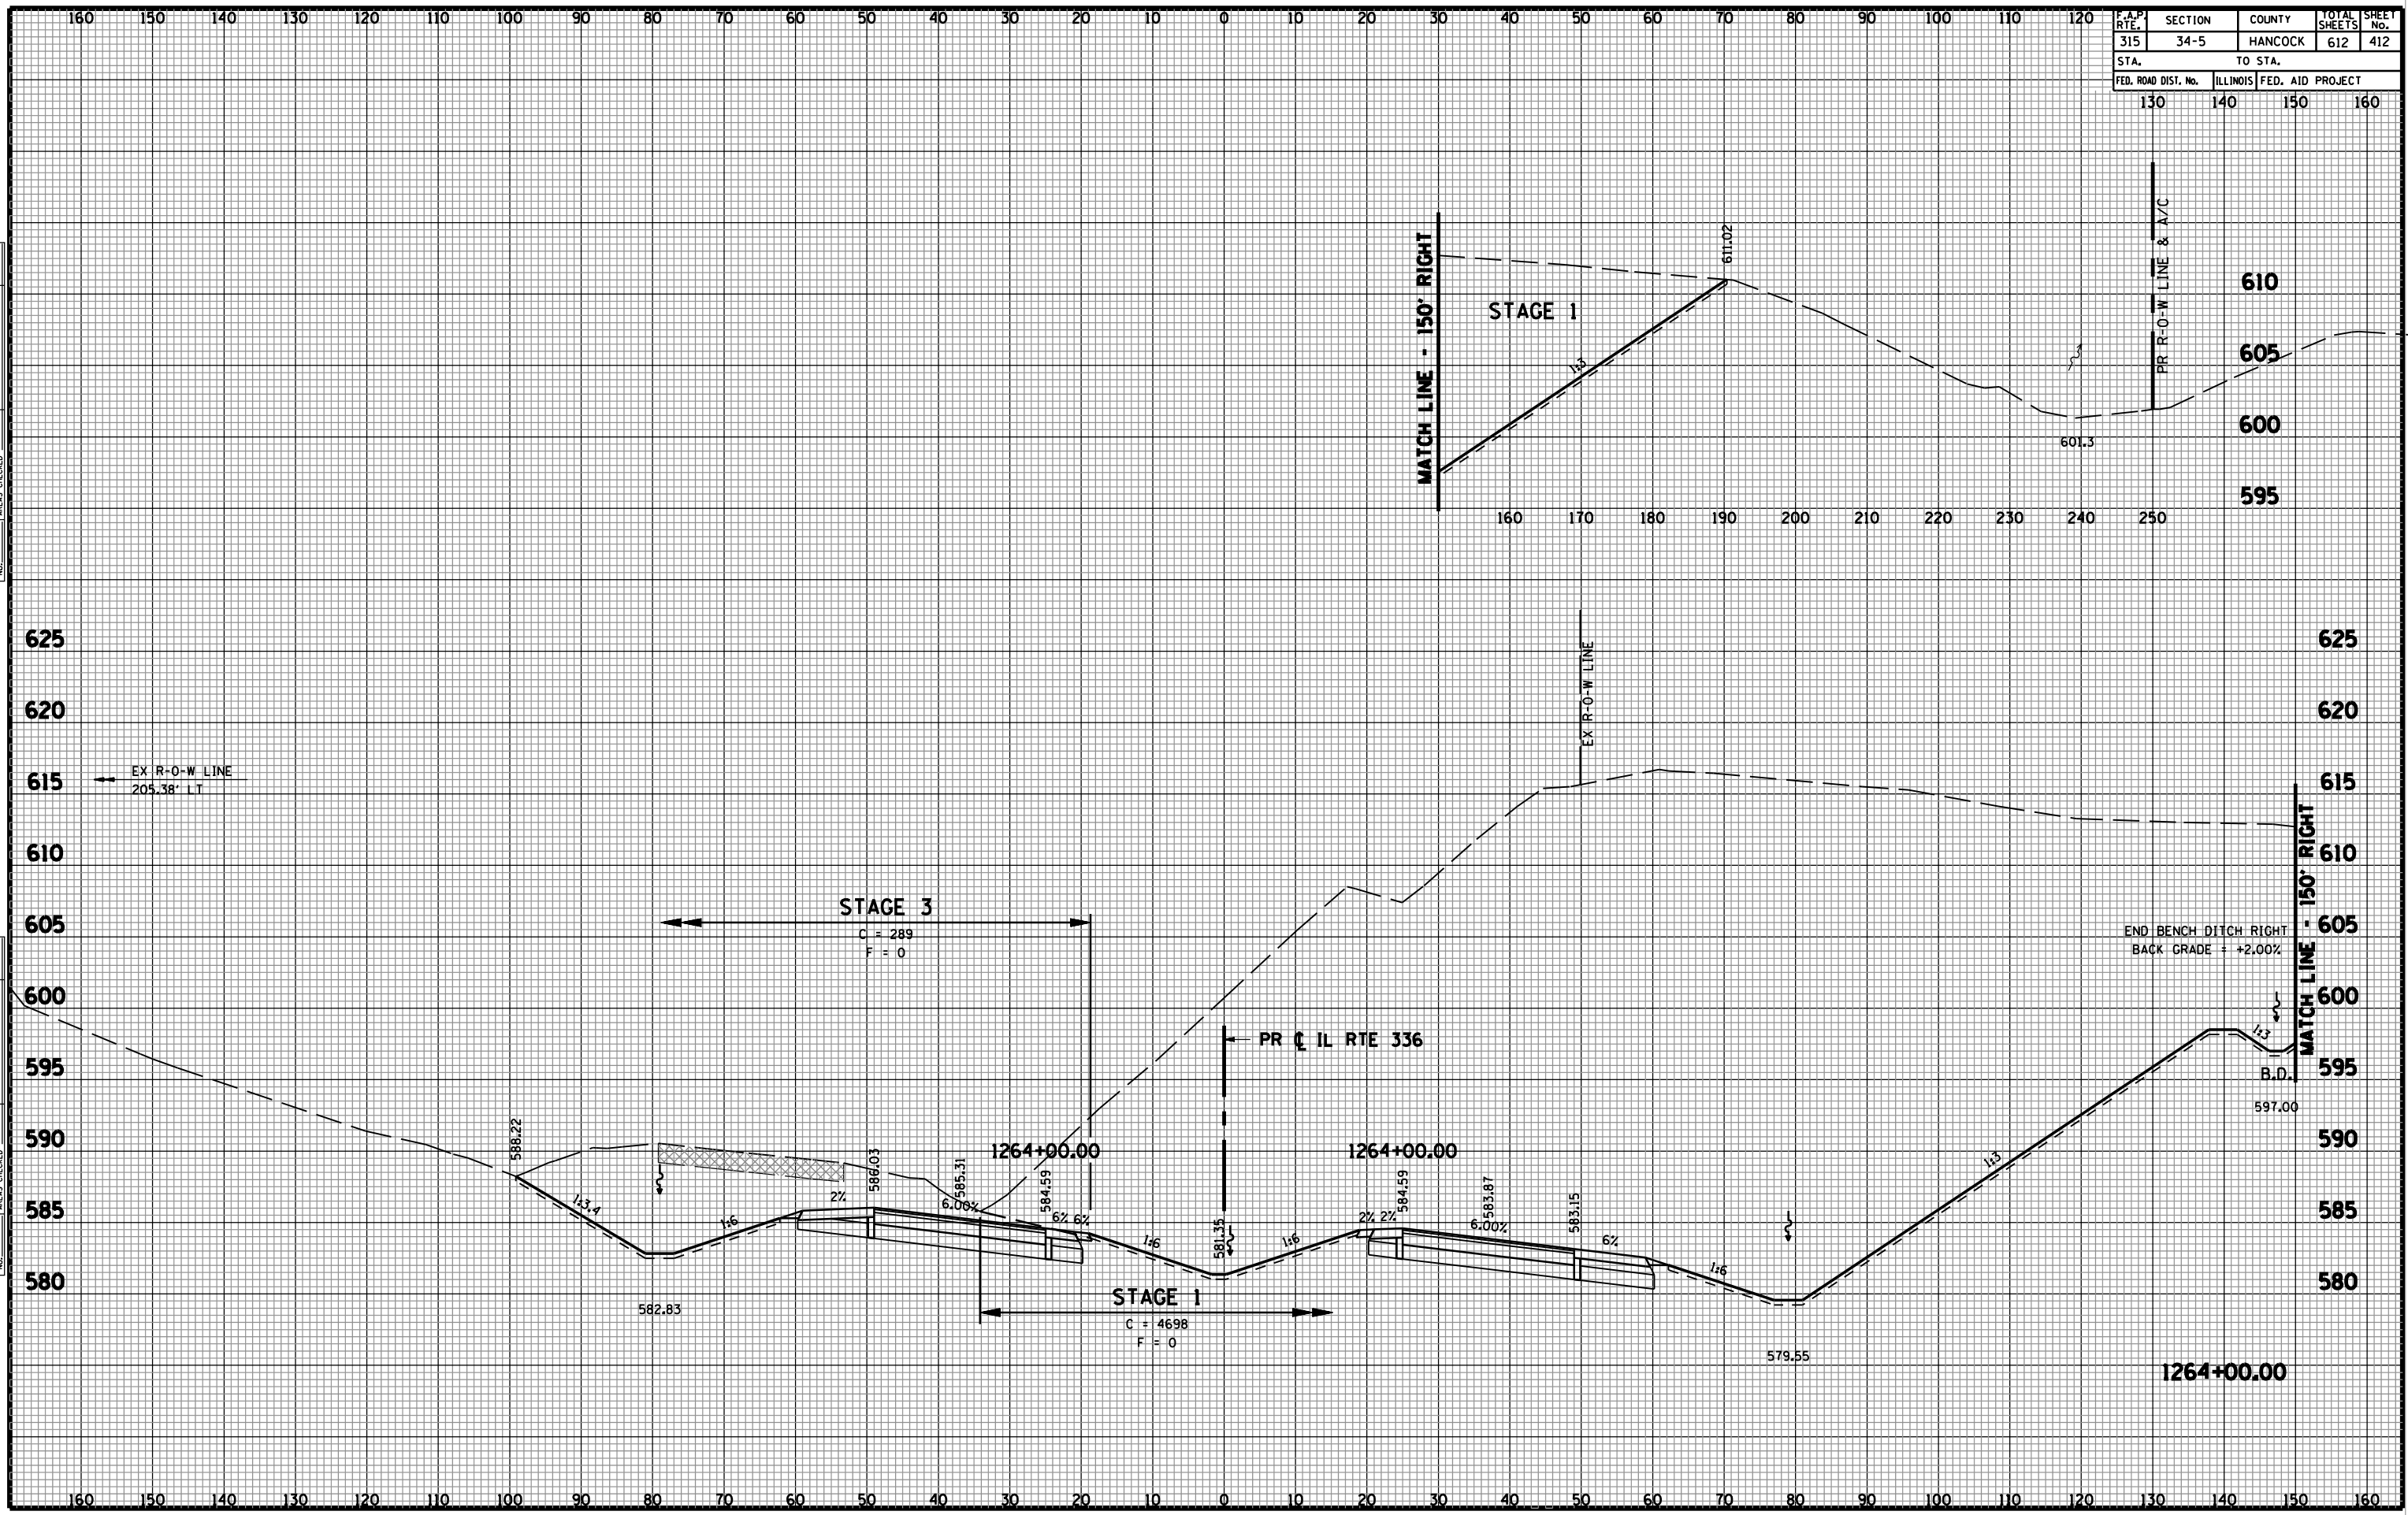 160 150 140 130 120 110 100 90 80 70 60 50 40 30 20 10 0 10 20 30 40 50 60 70 80 90 100 110 120
F.A.P. RTE. SECTION COUNTY TOTAL SHEETS SHEET No.
315 34-5 HANCOCK 612 412
STA. TO STA.
FED. ROAD DIST. No. ILLINOIS FED. AID PROJECT
130 140 150 160
PR R-O-W LINE & A/C
MATCH LINE - 150' RIGHT
611.02
STAGE 1
1:3
610
605
600
601.3
595
160 170 180 190 200 210 220 230 240 250
625 625
EX R-O-W LINE
620 620
EX R-O-W LINE
205.38' LT
615 615
MATCH LINE - 150' RIGHT
610 610
605 605
STAGE 3
C = 289
F = 0
END BENCH DITCH RIGHT
BACK GRADE = +2.00%
600 600
PR ℄ IL RTE 336
1:3
595 595
B.D.
597.00
590 590
588.22
1264+00.00 1264+00.00
586.03
585.31
584.59
584.59
583.87
583.15
1:3
585 585
1:3.4
1:6
2%
6.00%
6% 6%
1:6
581.35
1:6
2% 2%
6.00%
6%
1:6
580 580
582.83
STAGE 1
C = 4698
F = 0
579.55
1264+00.00
160 150 140 130 120 110 100 90 80 70 60 50 40 30 20 10 0 10 20 30 40 50 60 70 80 90 100 110 120 130 140 150 160